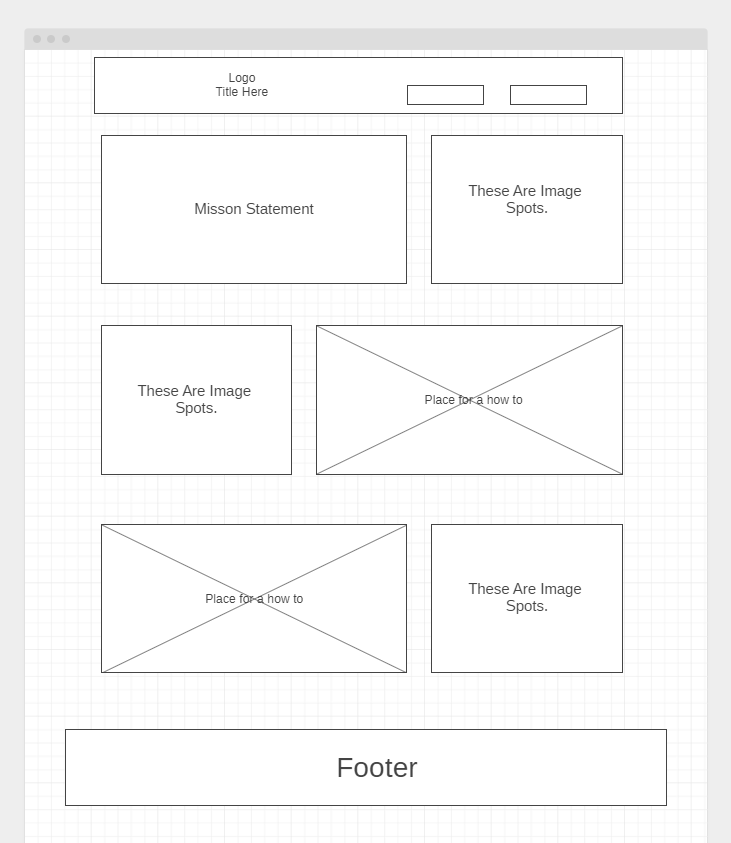 Logo
Title Here
Misson Statement
These Are Image
Spots.
These Are Image
Spots.
Place for a how to
Place for a how to
These Are Image
Spots.
Footer